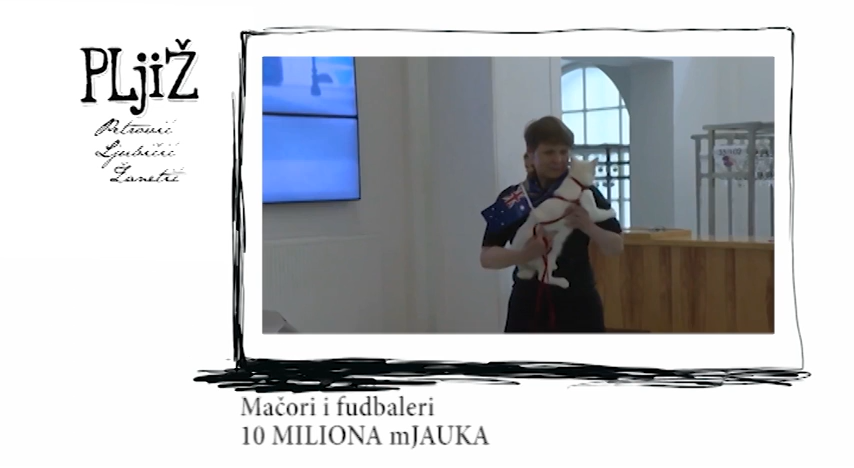 PLjiŽ
Petrović
Ljubičić
Žanetić
Mačori i fudbaleri
10 MILIONA mJAUKA